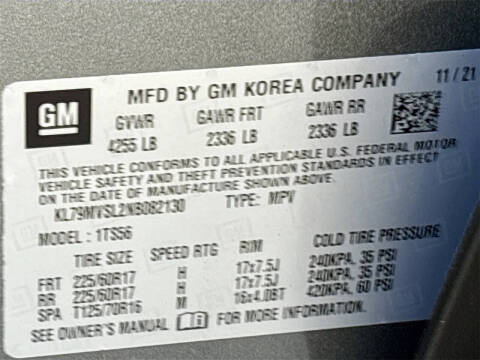 GM MFD BY GM KOREA COMPANY 11/21
GVWR GAWR FRT GAWR RR
4255 LB 2336 LB 2336 LB
THIS VEHICLE CONFORMS TO ALL APPLICABLE U.S. FEDERAL MOTOR
VEHICLE SAFETY AND THEFT PREVENTION STANDARDS IN EFFECT
ON THE DATE OF MANUFACTURE SHOWN ABOVE.
KL79MVSL2NB082130 TYPE: MPV
MODEL: 1TS56
TIRE SIZE SPEED RTG RIM COLD TIRE PRESSURE
FRT 225/60R17 H 17x7.5J 240KPA, 35 PSI
RR 225/60R17 H 17x7.5J 240KPA, 35 PSI
SPA T125/70R16 M 16x4.0BT 420KPA, 60 PSI
SEE OWNER'S MANUAL FOR MORE INFORMATION.